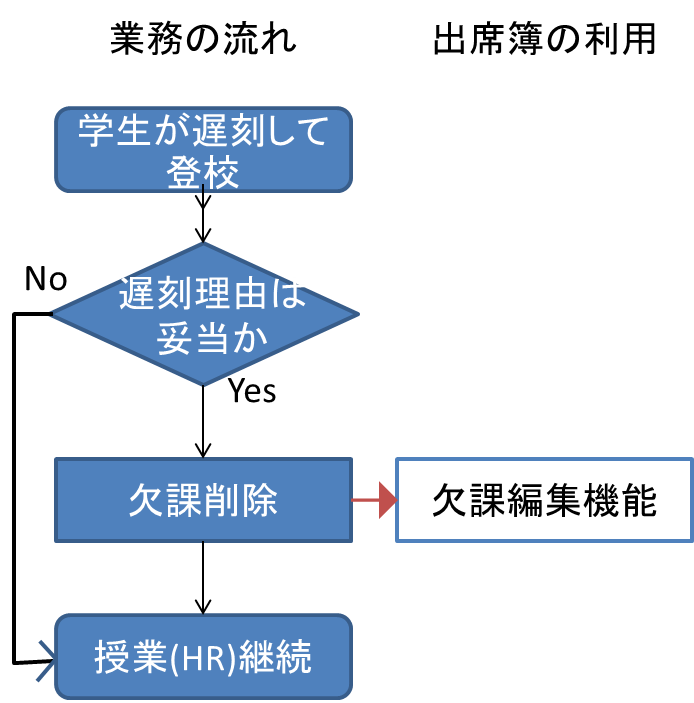 業務の流れ
出席簿の利用
学生が遅刻して
登校
No
遅刻理由は
妥当か
Yes
欠課削除
欠課編集機能
授業(HR)継続